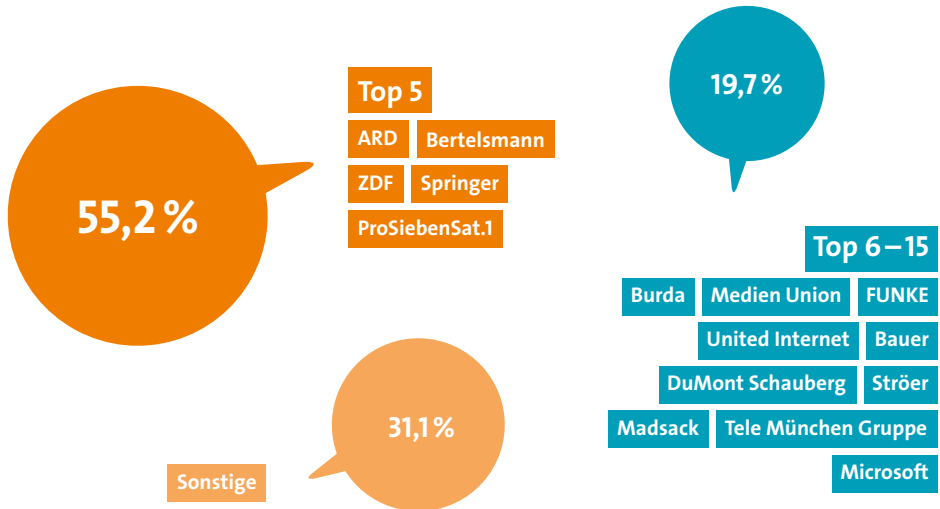 55,2 %
Top 5
ARD Bertelsmann
ZDF Springer
ProSiebenSat.1
19,7 %
Top 6–15
Burda Medien Union FUNKE
United Internet Bauer
DuMont Schauberg Ströer
Madsack Tele München Gruppe
Microsoft
31,1 %
Sonstige